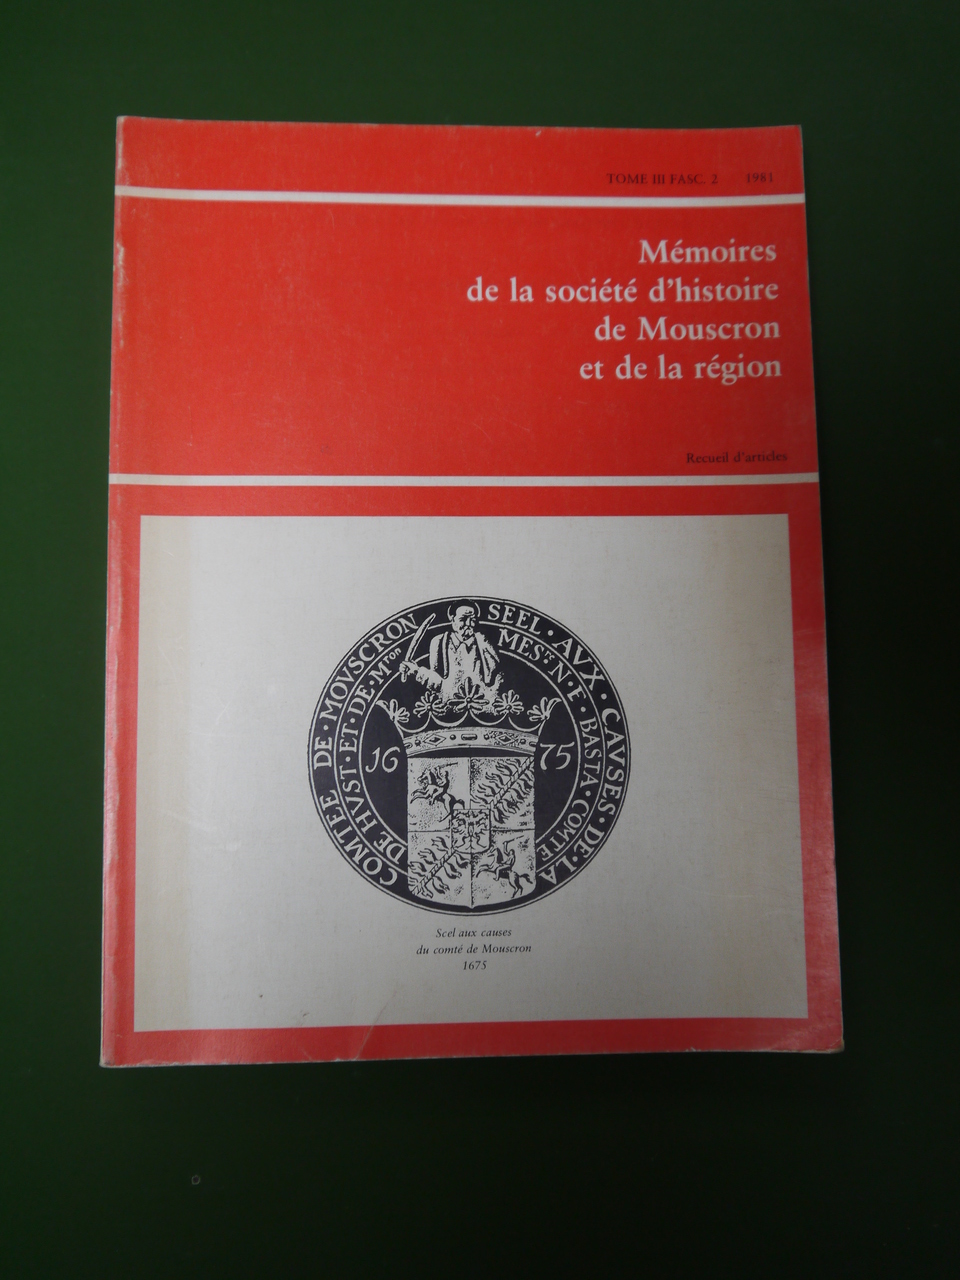 TOME III FASC. 2 1981
Mémoires
de la société d'histoire
de Mouscron
et de la région
Recueil d'articles
COMTEE DE · MOVSCRON SEEL · AVX · CAVSES · DE · LA
DE HVST · ET · DE · Mron MESre · N · F · BASTA · COMTE
16 75
Scel aux causes
du comté de Mouscron
1675